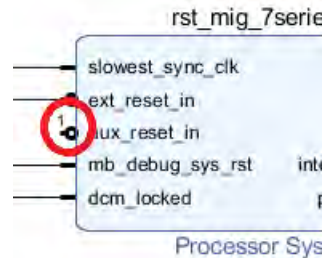 rst_mig_7serie
slowest_sync_clk
ext_reset_in
1
aux_reset_in
mb_debug_sys_rst inte
dcm_locked p
Processor Sys